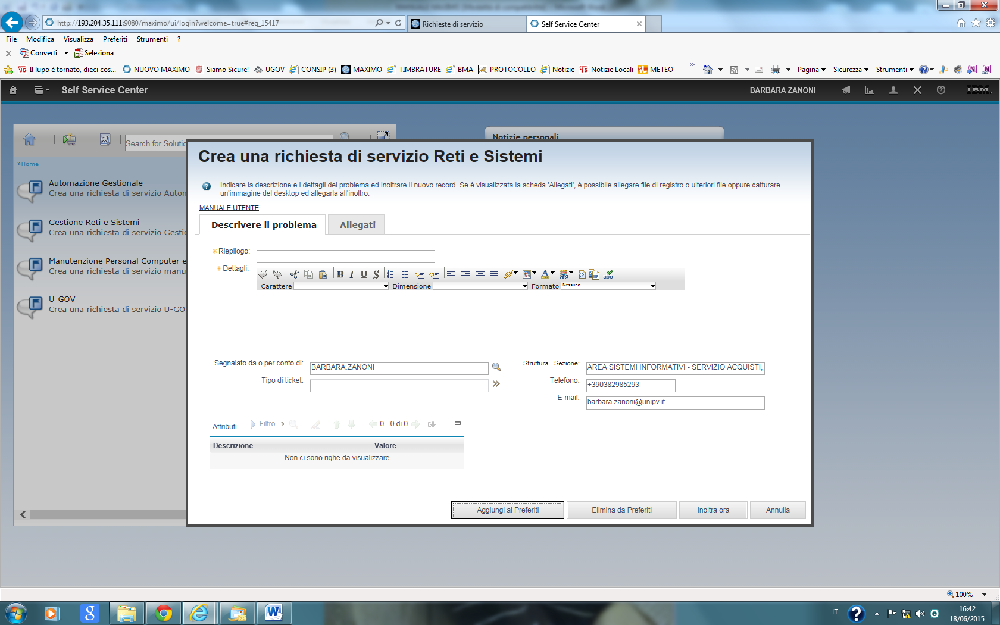 http://193.204.35.111:9080/maximo/ui/login?welcome=true#req_15417
Richieste di servizio
Self Service Center
File Modifica Visualizza Preferiti Strumenti ?
Converti Seleziona
Il lupo è tornato, dieci cos... NUOVO MAXIMO Siamo Sicure! UGOV CONSIP (3) MAXIMO TIMBRATURE BMA PROTOCOLLO Notizie Notizie Locali METEO Pagina Sicurezza Strumenti
Self Service Center BARBARA ZANONI IBM.
Search for Solutio
Notizie personali
»Home
Automazione Gestionale
Crea una richiesta di servizio Auton
Gestione Reti e Sistemi
Crea una richiesta di servizio Gesti
Manutenzione Personal Computer e
Crea una richiesta di servizio manu
U-GOV
Crea una richiesta di servizio U-GO
Crea una richiesta di servizio Reti e Sistemi
Indicare la descrizione e i dettagli del problema ed inoltrare il nuovo record. Se è visualizzata la scheda 'Allegati', è possibile allegare file di registro o ulteriori file oppure catturare
un'immagine del desktop ed allegarla all'inoltro.
MANUALE UTENTE
Descrivere il problema Allegati
Riepilogo:
Dettagli:
B I U S abc
Carattere Dimensione Formato Nessuna
Segnalato da o per conto di: BARBARA.ZANONI Struttura - Sezione: AREA SISTEMI INFORMATIVI - SERVIZIO ACQUISTI,
Tipo di ticket: Telefono: +390382985293
E-mail: barbara.zanoni@unipv.it
Attributi Filtro 0 - 0 di 0
Descrizione Valore
Non ci sono righe da visualizzare.
Aggiungi ai Preferiti Elimina da Preferiti Inoltra ora Annulla
100%
IT 16:42
18/06/2015